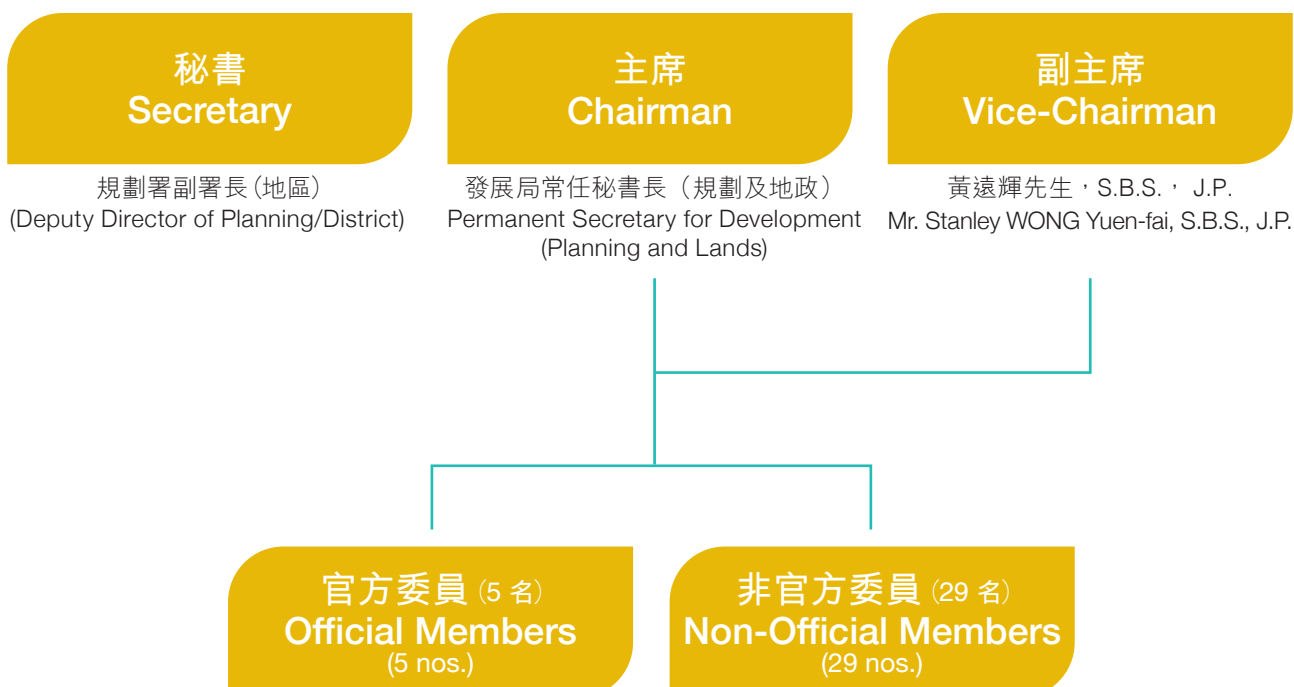 秘書
Secretary
規劃署副署長(地區)
(Deputy Director of Planning/District)
主席
Chairman
發展局常任秘書長（規劃及地政）
Permanent Secretary for Development
(Planning and Lands)
副主席
Vice-Chairman
黃遠輝先生，S.B.S.， J.P.
Mr. Stanley WONG Yuen-fai, S.B.S., J.P.
官方委員 (5 名)
Official Members
(5 nos.)
非官方委員 (29 名)
Non-Official Members
(29 nos.)